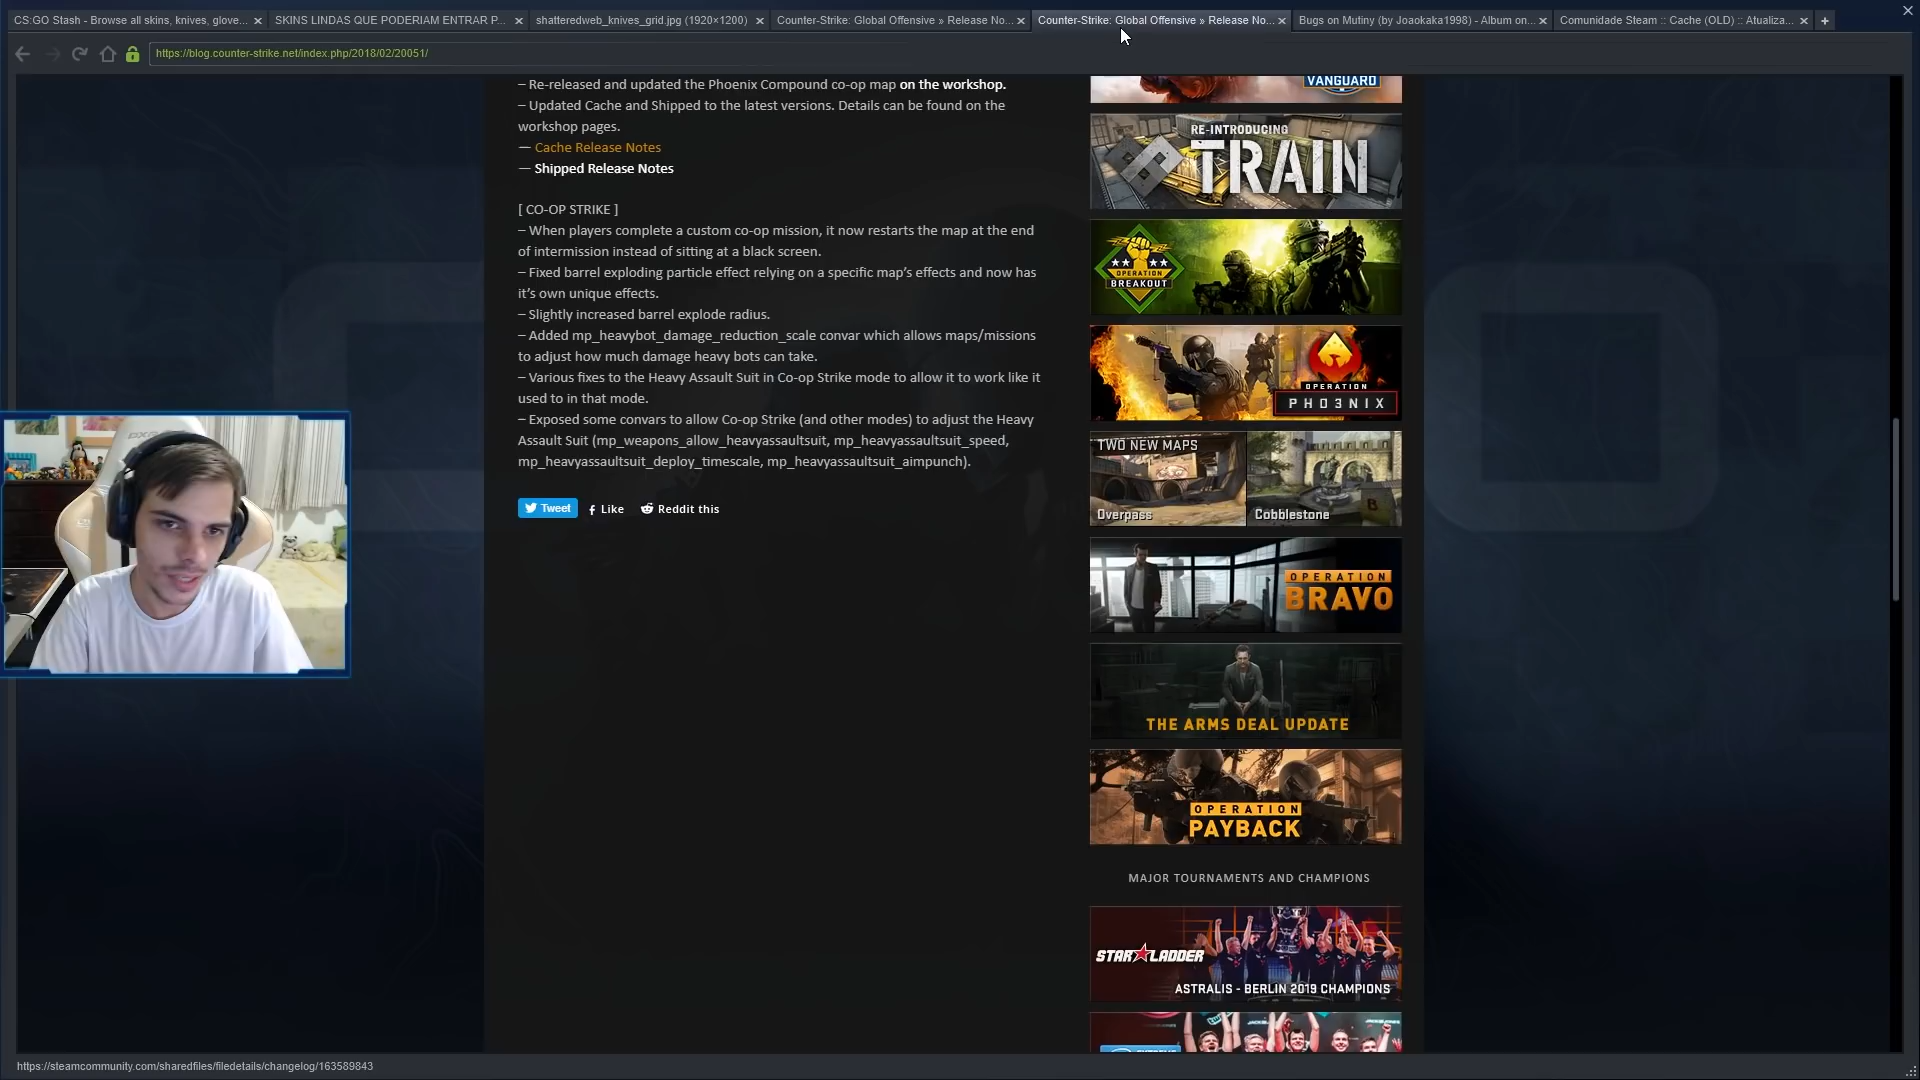 CS:GO Stash - Browse all skins, knives, glove...
SKINS LINDAS QUE PODERIAM ENTRAR P...
shatteredweb_knives_grid.jpg (1920×1200)
Counter-Strike: Global Offensive » Release No...
Counter-Strike: Global Offensive » Release No...
Bugs on Mutiny (by Joaokaka1998) - Album on...
Comunidade Steam :: Cache (OLD) :: Atualiza...
https://blog.counter-strike.net/index.php/2018/02/20051/
– Re-released and updated the Phoenix Compound co-op map on the workshop.
– Updated Cache and Shipped to the latest versions. Details can be found on the
workshop pages.
— Cache Release Notes
— Shipped Release Notes
[ CO-OP STRIKE ]
– When players complete a custom co-op mission, it now restarts the map at the end
of intermission instead of sitting at a black screen.
– Fixed barrel exploding particle effect relying on a specific map's effects and now has
it's own unique effects.
– Slightly increased barrel explode radius.
– Added mp_heavybot_damage_reduction_scale convar which allows maps/missions
to adjust how much damage heavy bots can take.
– Various fixes to the Heavy Assault Suit in Co-op Strike mode to allow it to work like it
used to in that mode.
– Exposed some convars to allow Co-op Strike (and other modes) to adjust the Heavy
Assault Suit (mp_weapons_allow_heavyassaultsuit, mp_heavyassaultsuit_speed,
mp_heavyassaultsuit_deploy_timescale, mp_heavyassaultsuit_aimpunch).
Tweet
Like
Reddit this
VANGUARD
RE-INTRODUCING
TRAIN
OPERATION
BREAKOUT
OPERATION
PHO3NIX
TWO NEW MAPS
Overpass
Cobblestone
OPERATION
BRAVO
THE ARMS DEAL UPDATE
OPERATION
PAYBACK
MAJOR TOURNAMENTS AND CHAMPIONS
STAR LADDER
ASTRALIS - BERLIN 2019 CHAMPIONS
https://steamcommunity.com/sharedfiles/filedetails/changelog/163589843